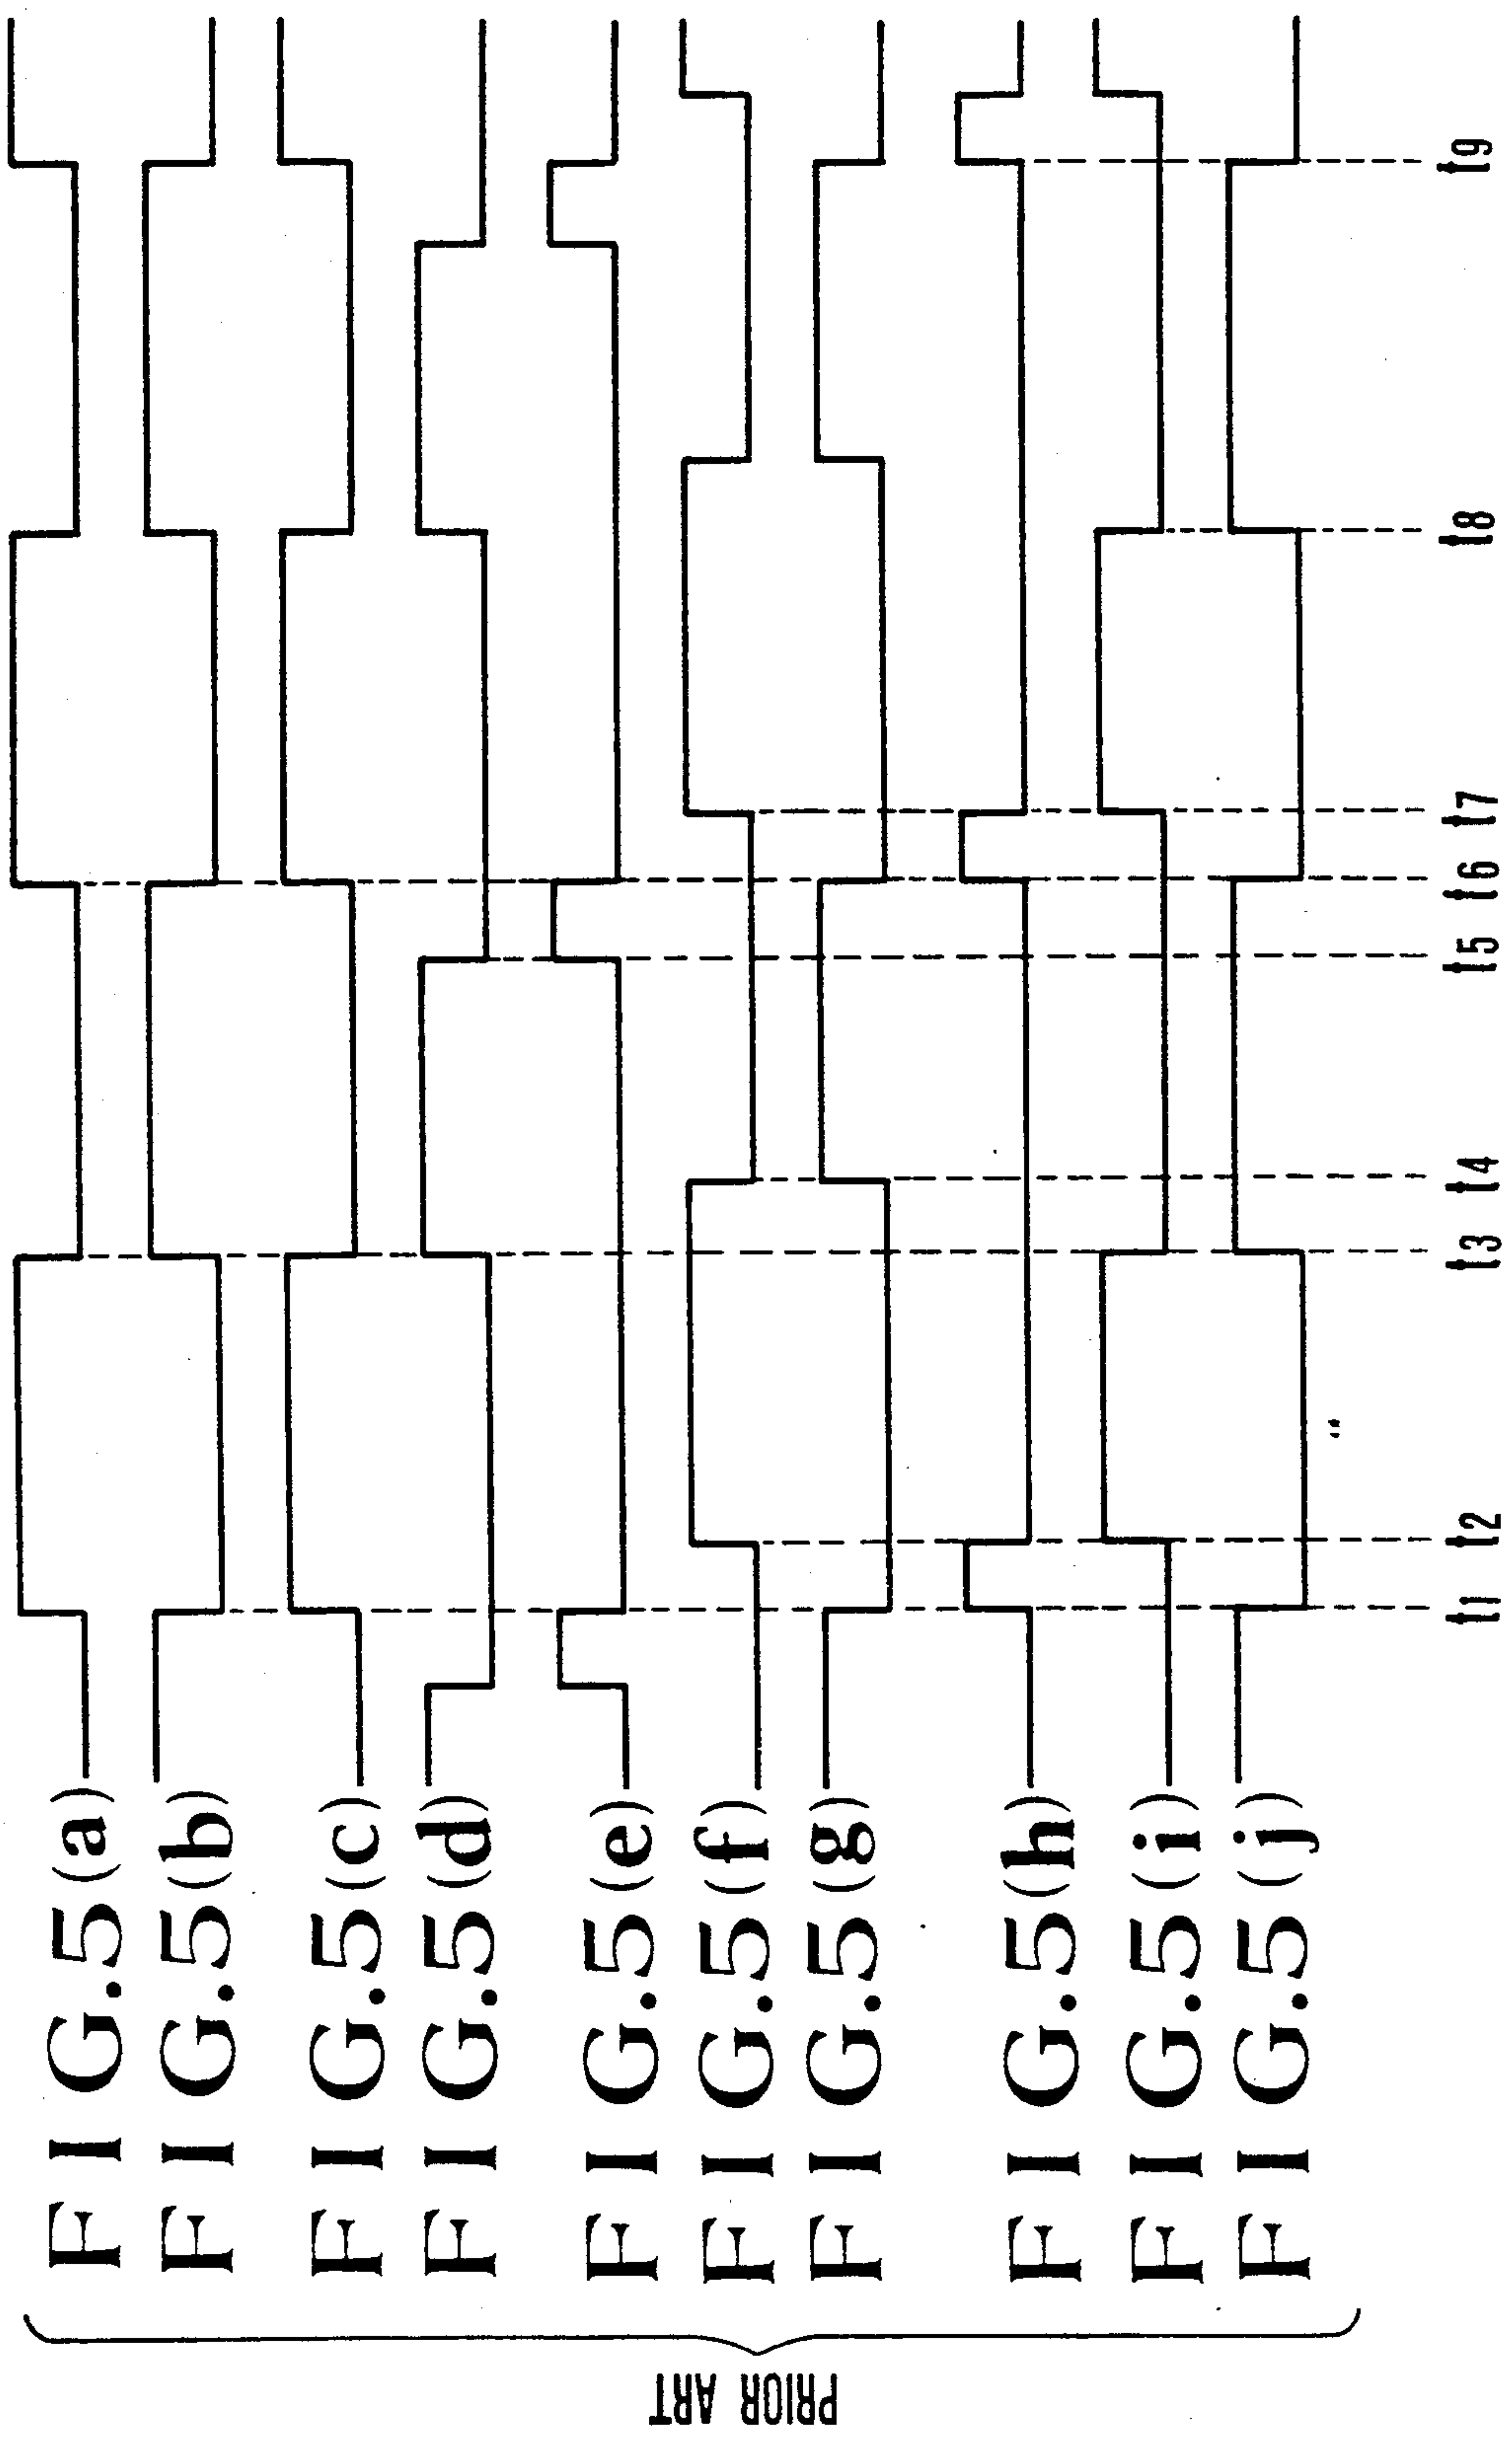 PRIOR ART
FIG.5(a)
FIG.5(b)
FIG.5(c)
FIG.5(d)
FIG.5(e)
FIG.5(f)
FIG.5(g)
FIG.5(h)
FIG.5(i)
FIG.5(j)
t1 t2 t3 t4 t5 t6 t7 t8 t9